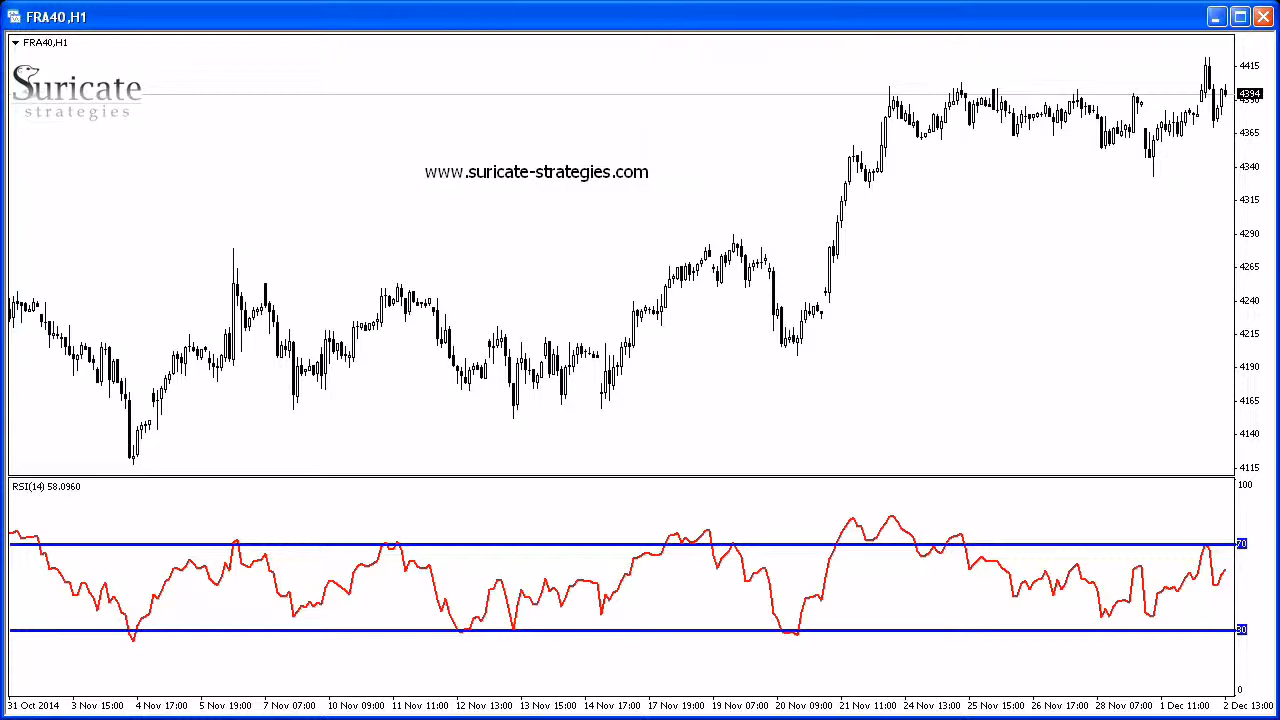 FRA40,H1
FRA40,H1
Suricate
strategies
www.suricate-strategies.com
4415
4394
4365
4340
4315
4290
4265
4240
4215
4190
4165
4140
4115
RSI(14) 58.0960
100
70
30
0
31 Oct 2014 3 Nov 15:00 4 Nov 17:00 5 Nov 19:00 7 Nov 07:00 10 Nov 09:00 11 Nov 11:00 12 Nov 13:00 13 Nov 15:00 14 Nov 17:00 17 Nov 19:00 19 Nov 07:00 20 Nov 09:00 21 Nov 11:00 24 Nov 13:00 25 Nov 15:00 26 Nov 17:00 28 Nov 07:00 1 Dec 11:00 2 Dec 13:00